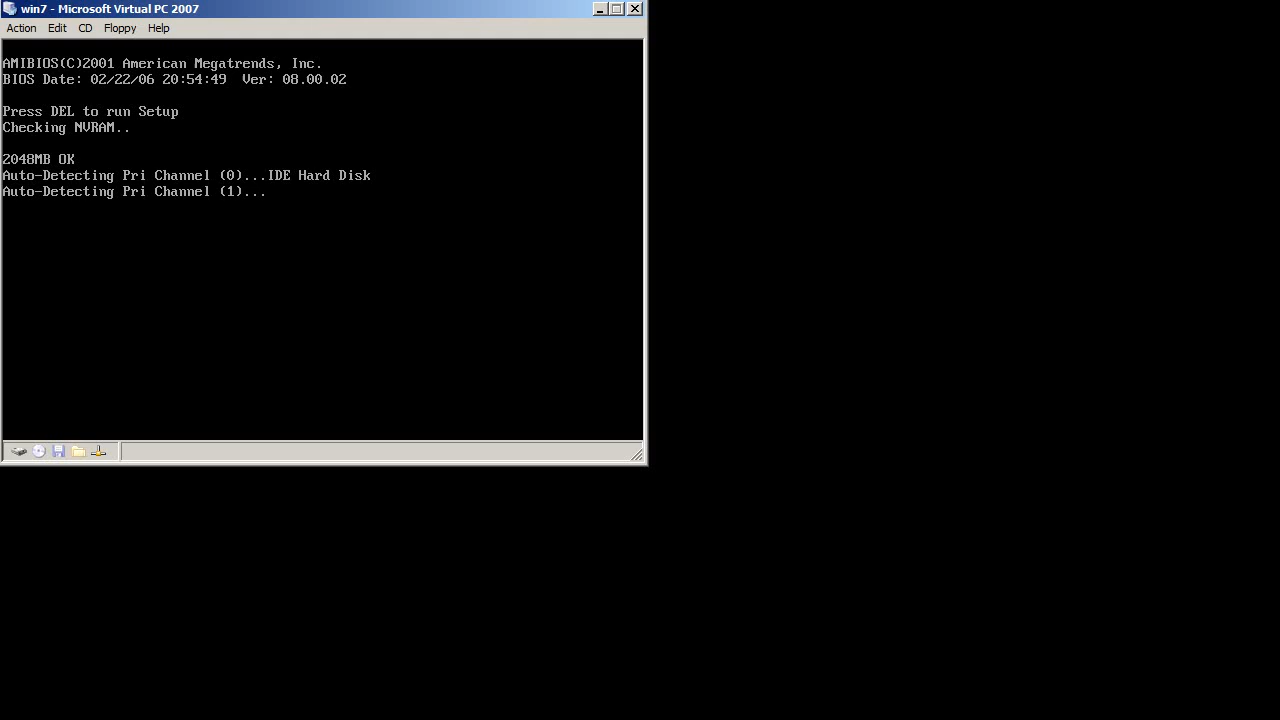 win7 - Microsoft Virtual PC 2007
Action Edit CD Floppy Help
AMIBIOS(C)2001 American Megatrends, Inc.
BIOS Date: 02/22/06 20:54:49 Ver: 08.00.02
Press DEL to run Setup
Checking NVRAM..
2048MB OK
Auto-Detecting Pri Channel (0)...IDE Hard Disk
Auto-Detecting Pri Channel (1)...